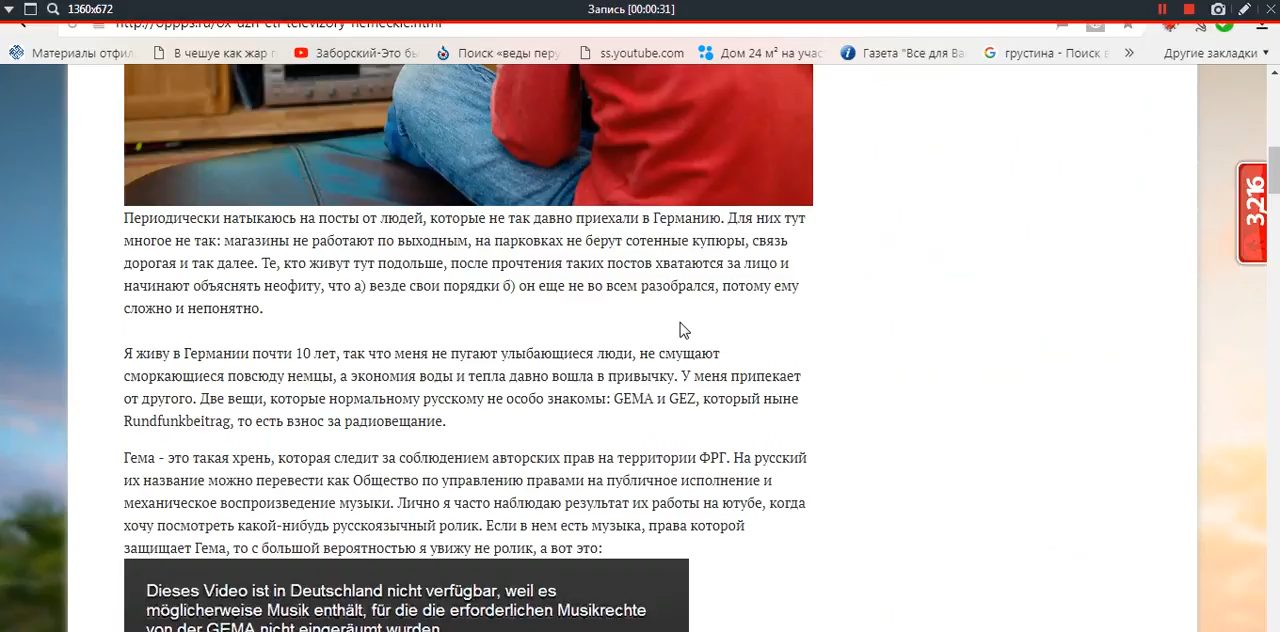 1360x672
Запись [00:00:31]
Материалы отфил
В чешуе как жар г
Заборский-Это бы
Поиск «веды перу
ss.youtube.com
Дом 24 м² на учас
Газета "Все для Ва
грустина - Поиск в
»
Другие закладки
3,216
Периодически натыкаюсь на посты от людей, которые не так давно приехали в Германию. Для них тут
многое не так: магазины не работают по выходным, на парковках не берут сотенные купюры, связь
дорогая и так далее. Те, кто живут тут подольше, после прочтения таких постов хватаются за лицо и
начинают объяснять неофиту, что а) везде свои порядки б) он еще не во всем разобрался, потому ему
сложно и непонятно.
Я живу в Германии почти 10 лет, так что меня не пугают улыбающиеся люди, не смущают
сморкающиеся повсюду немцы, а экономия воды и тепла давно вошла в привычку. У меня припекает
от другого. Две вещи, которые нормальному русскому не особо знакомы: GEMA и GEZ, который ныне
Rundfunkbeitrag, то есть взнос за радиовещание.
Гема - это такая хрень, которая следит за соблюдением авторских прав на территории ФРГ. На русский
их название можно перевести как Общество по управлению правами на публичное исполнение и
механическое воспроизведение музыки. Лично я часто наблюдаю результат их работы на ютубе, когда
хочу посмотреть какой-нибудь русскоязычный ролик. Если в нем есть музыка, права которой
защищает Гема, то с большой вероятностью я увижу не ролик, а вот это:
Dieses Video ist in Deutschland nicht verfügbar, weil es
möglicherweise Musik enthält, für die die erforderlichen Musikrechte
von der GEMA nicht eingeräumt wurden